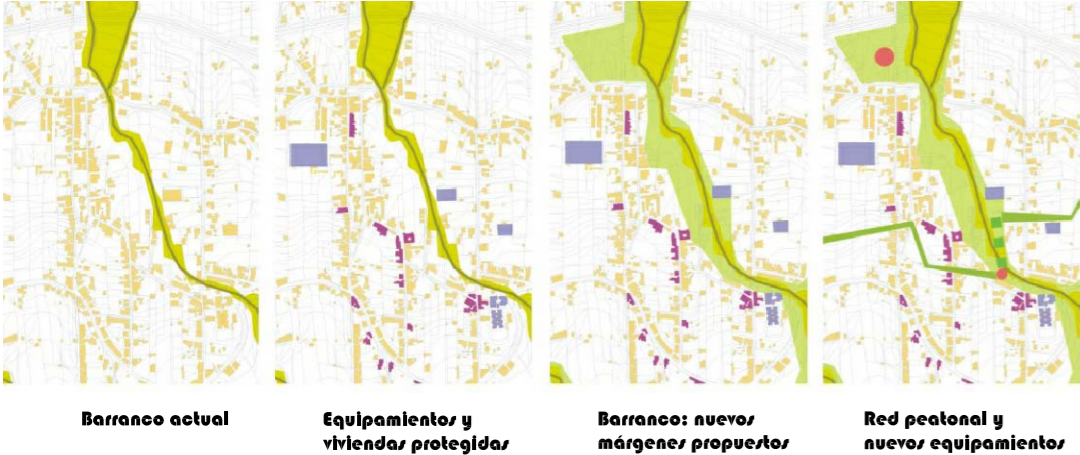 Barranco actual
Equipamientos y
viviendas protegidas
Barranco: nuevos
márgenes propuestos
Red peatonal y
nuevos equipamientos